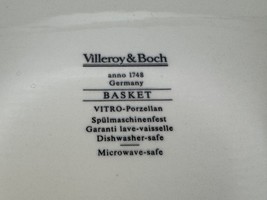 Villeroy & Boch
anno 1748
Germany
BASKET
VITRO-Porzellan
Spülmaschinenfest
Garanti lave-vaisselle
Dishwasher-safe
Microwave-safe